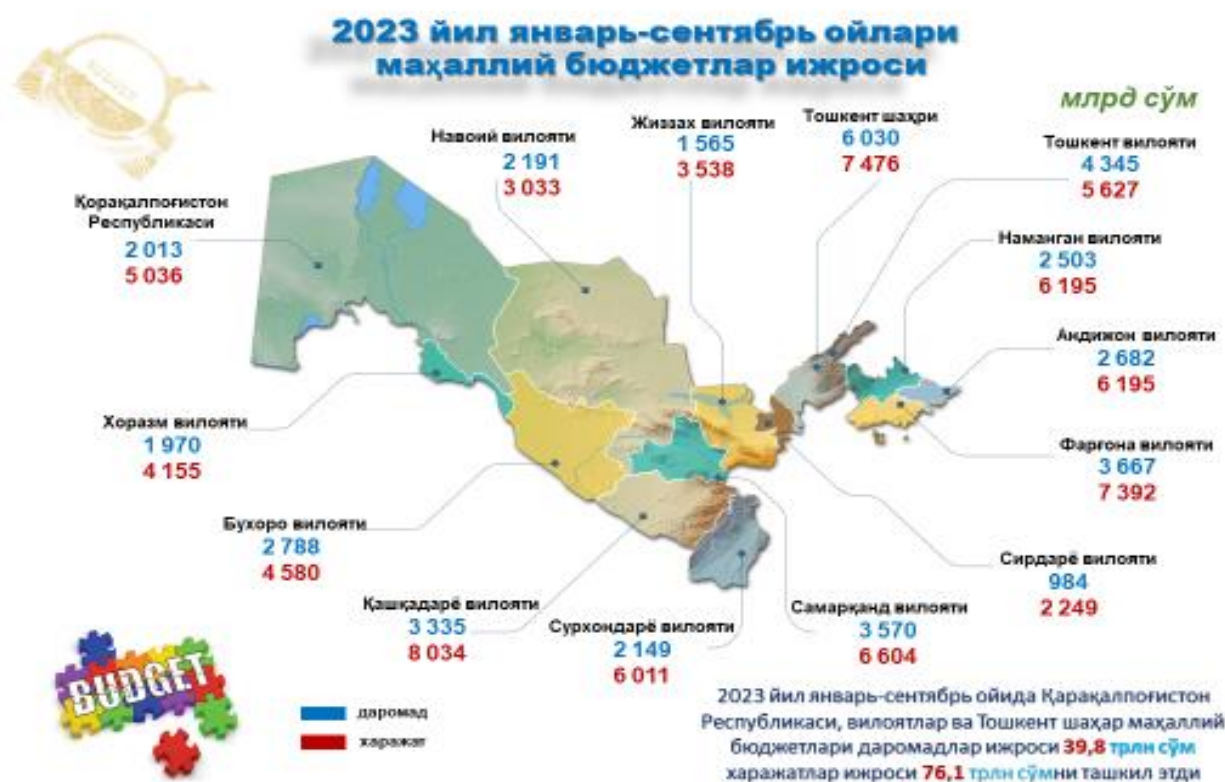 2023 йил январь-сентябрь ойлари
маҳаллий бюджетлар ижроси
млрд сўм
Қорақалпоғистон
Республикаси
2 013
5 036
Навоий вилояти
2 191
3 033
Жиззах вилояти
1 565
3 538
Тошкент шаҳри
6 030
7 476
Тошкент вилояти
4 345
5 627
Наманган вилояти
2 503
6 195
Андижон вилояти
2 682
6 195
Фарғона вилояти
3 667
7 392
Хоразм вилояти
1 970
4 155
Бухоро вилояти
2 788
4 580
Қашқадарё вилояти
3 335
8 034
Сурхондарё вилояти
2 149
6 011
Самарқанд вилояти
3 570
6 604
Сирдарё вилояти
984
2 249
BUDGET
даромад
харажат
2023 йил январь-сентябрь ойида Қарақалпоғистон
Республикаси, вилоятлар ва Тошкент шаҳар маҳаллий
бюджетлари даромадлар ижроси 39,8 трлн сўм
харажатлар ижроси 76,1 трлн сўмни ташкил этди